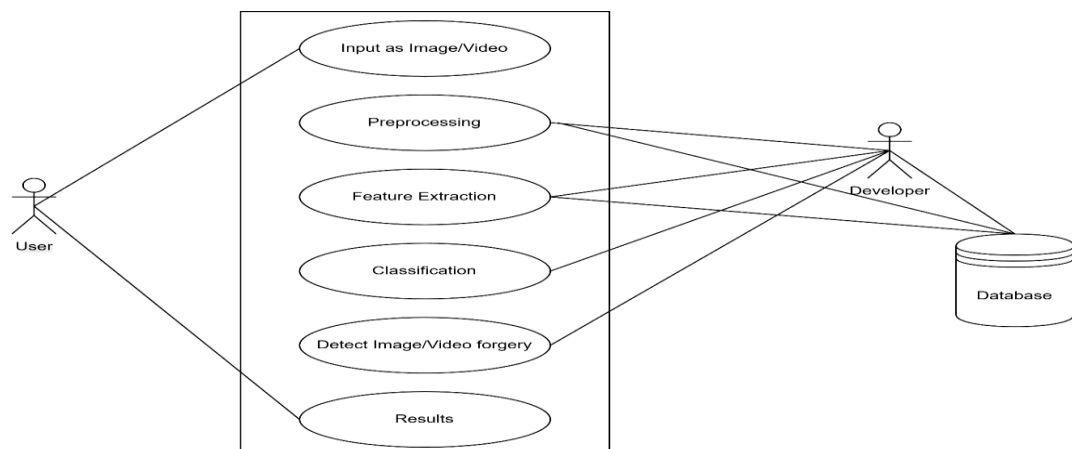 Input as Image/Video
Preprocessing
Feature Extraction
Classification
Detect Image/Video forgery
Results
User
Developer
Database